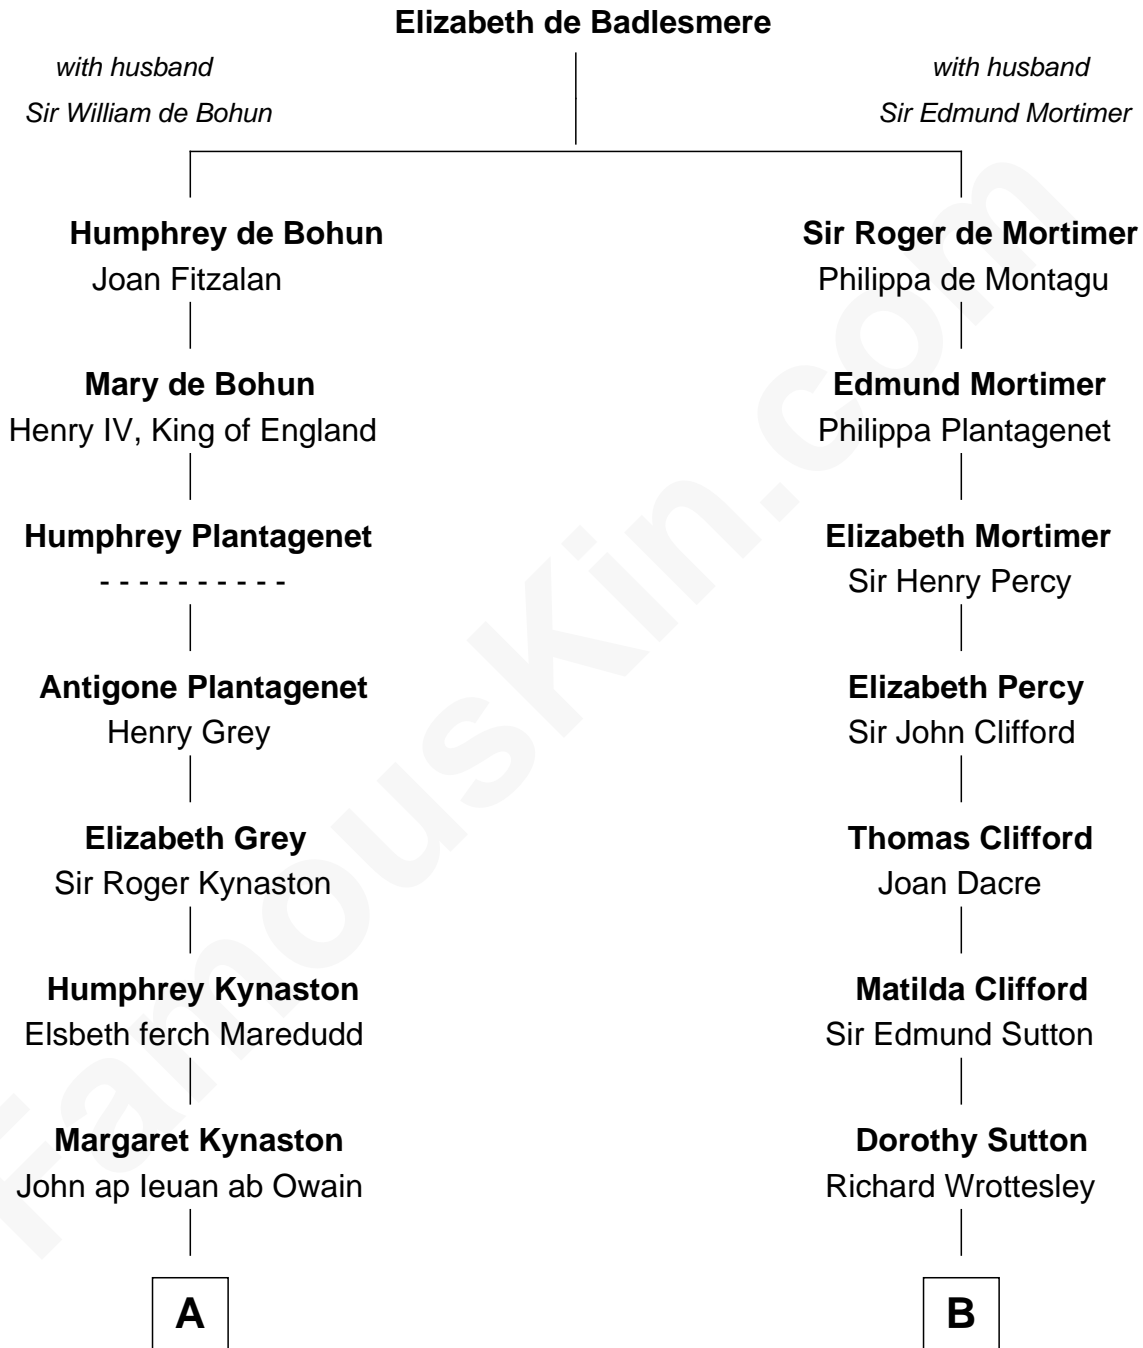 Elizabeth de Badlesmere
with husband
Sir William de Bohun
with husband
Sir Edmund Mortimer
Humphrey de Bohun
Joan Fitzalan
Mary de Bohun
Henry IV, King of England
Humphrey Plantagenet
- - - - - - - - - -
Antigone Plantagenet
Henry Grey
Elizabeth Grey
Sir Roger Kynaston
Humphrey Kynaston
Elsbeth ferch Maredudd
Margaret Kynaston
John ap Ieuan ab Owain
A
Sir Roger de Mortimer
Philippa de Montagu
Edmund Mortimer
Philippa Plantagenet
Elizabeth Mortimer
Sir Henry Percy
Elizabeth Percy
Sir John Clifford
Thomas Clifford
Joan Dacre
Matilda Clifford
Sir Edmund Sutton
Dorothy Sutton
Richard Wrottesley
B
FamousKin.com